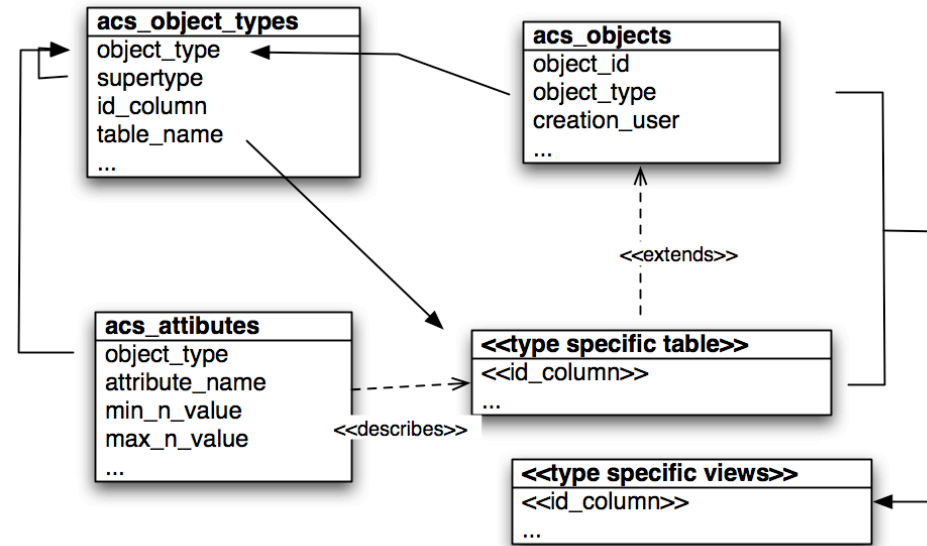 acs_object_types
object_type
supertype
id_column
table_name
...
acs_objects
object_id
object_type
creation_user
...
<<extends>>
acs_attibutes
object_type
attribute_name
min_n_value
max_n_value
...
<<describes>>
<<type specific table>>
<<id_column>>
...
<<type specific views>>
<<id_column>>
...